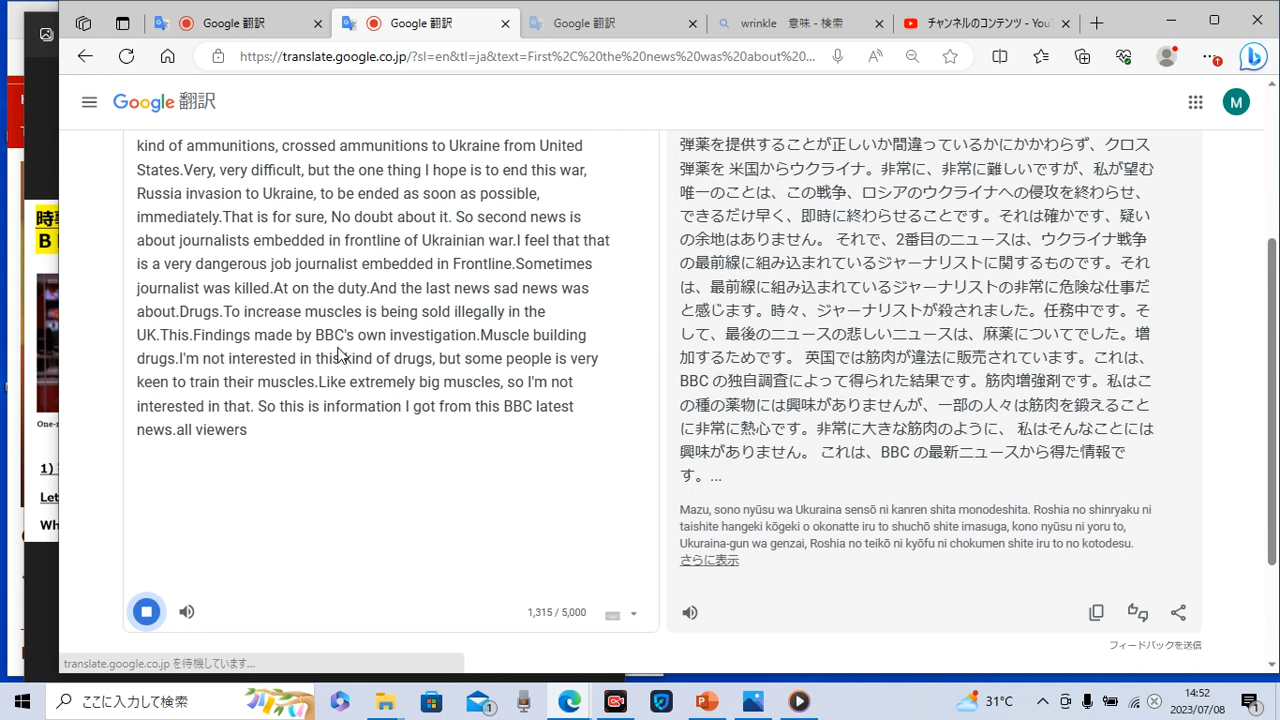 Google 翻訳
Google 翻訳
Google 翻訳
wrinkle 意味 - 検索
チャンネルのコンテンツ - You
https://translate.google.co.jp/?sl=en&tl=ja&text=First%2C%20the%20news%20was%20about%20...
Google 翻訳
M
kind of ammunitions, crossed ammunitions to Ukraine from United
States.Very, very difficult, but the one thing I hope is to end this war,
Russia invasion to Ukraine, to be ended as soon as possible,
immediately.That is for sure, No doubt about it. So second news is
about journalists embedded in frontline of Ukrainian war.I feel that that
is a very dangerous job journalist embedded in Frontline.Sometimes
journalist was killed.At on the duty.And the last news sad news was
about.Drugs.To increase muscles is being sold illegally in the
UK.This.Findings made by BBC's own investigation.Muscle building
drugs.I'm not interested in this kind of drugs, but some people is very
keen to train their muscles.Like extremely big muscles, so I'm not
interested in that. So this is information I got from this BBC latest
news.all viewers
1,315 / 5,000
弾薬を提供することが正しいか間違っているかにかかわらず、クロス
弾薬を 米国からウクライナ。非常に、非常に難しいですが、私が望む
唯一のことは、この戦争、ロシアのウクライナへの侵攻を終わらせ、
できるだけ早く、即時に終わらせることです。それは確かです、疑い
の余地はありません。 それで、2番目のニュースは、ウクライナ戦争
の最前線に組み込まれているジャーナリストに関するものです。それ
は、最前線に組み込まれているジャーナリストの非常に危険な仕事だ
と感じます。時々、ジャーナリストが殺されました。任務中です。そ
して、最後のニュースの悲しいニュースは、麻薬についてでした。増
加するためです。 英国では筋肉が違法に販売されています。これは、
BBC の独自調査によって得られた結果です。筋肉増強剤です。私はこ
の種の薬物には興味がありませんが、一部の人々は筋肉を鍛えること
に非常に熱心です。非常に大きな筋肉のように、 私はそんなことには
興味がありません。 これは、BBC の最新ニュースから得た情報で
す。...
Mazu, sono nyūsu wa Ukuraina sensō ni kanren shita monodeshita. Roshia no shinryaku ni
taishite hangeki kōgeki o okonatte iru to shuchō shite imasuga, kono nyūsu ni yoru to,
Ukuraina-gun wa genzai, Roshia no teikō ni kyōfu ni chokumen shite iru to no kotodesu.
さらに表示
フィードバックを送信
時
B
One-
1)
Let
Wh
translate.google.co.jp を待機しています...
ここに入力して検索
1
31°C
14:52
2023/07/08
1